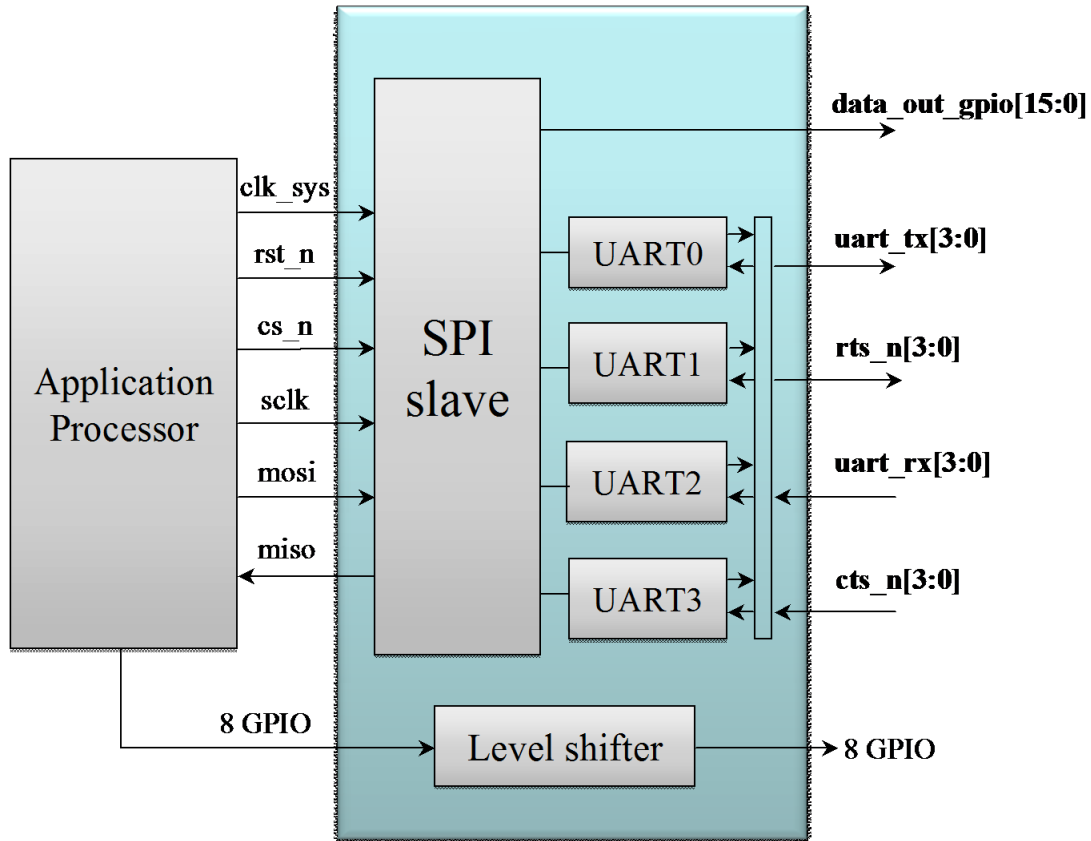 Application
Processor
clk_sys
rst_n
cs_n
sclk
mosi
miso
8 GPIO
SPI
slave
UART0
UART1
UART2
UART3
Level shifter
data_out_gpio[15:0]
uart_tx[3:0]
rts_n[3:0]
uart_rx[3:0]
cts_n[3:0]
8 GPIO